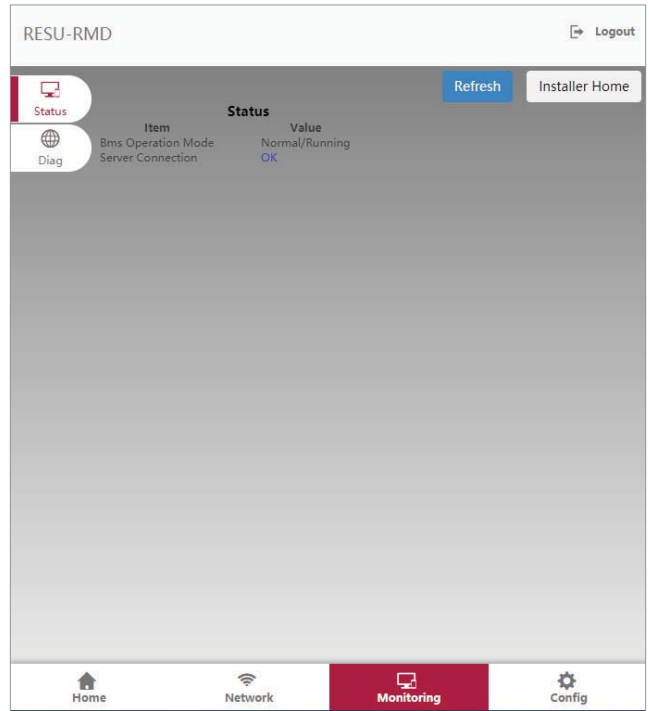 RESU-RMD
Logout
Refresh
Installer Home
Status
Diag
Status
Item Value
Bms Operation Mode Normal/Running
Server Connection OK
Home Network Monitoring Config